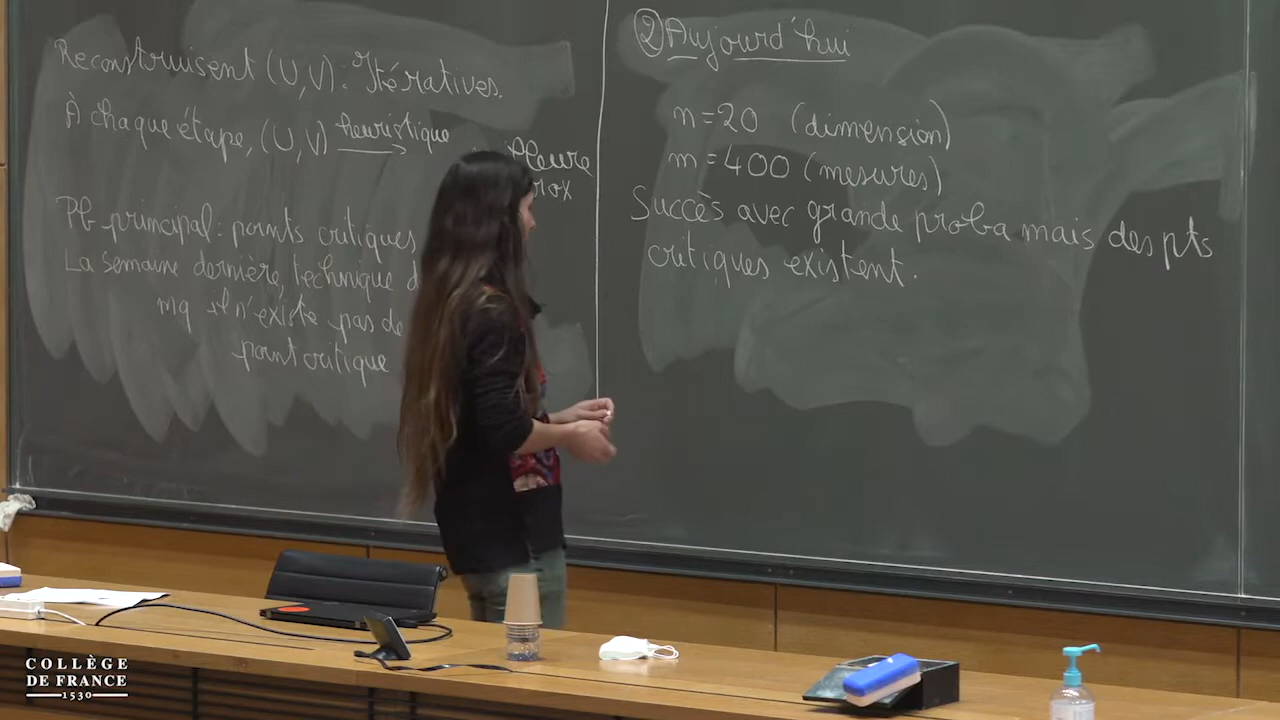 Reconstruisent (U,V). Itératives.
À chaque étape, (U,V) heuristique
meilleure
Pb principal: points critiques
La semaine dernière, technique
mq il n'existe pas de
point critique
② Aujourd'hui
n=20 (dimension)
m=400 (mesures)
Succès avec grande proba mais des pts
critiques existent.
COLLÈGE
DE FRANCE
1530